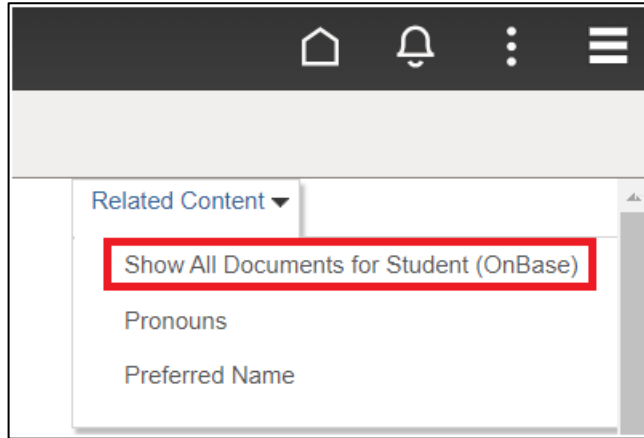 Related Content
Show All Documents for Student (OnBase)
Pronouns
Preferred Name